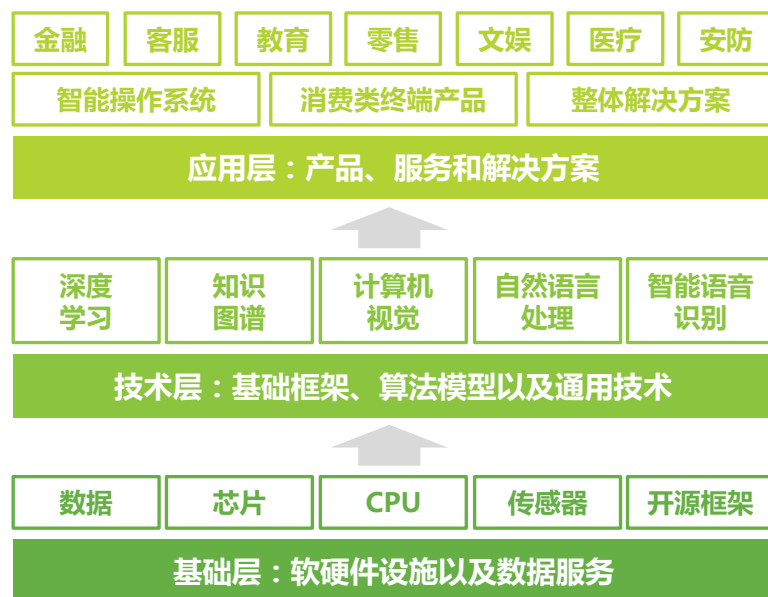 金融 客服 教育 零售 文娱 医疗 安防
智能操作系统 消费类终端产品 整体解决方案
应用层：产品、服务和解决方案
深度
学习
知识
图谱
计算机
视觉
自然语言
处理
智能语音
识别
技术层：基础框架、算法模型以及通用技术
数据 芯片 CPU 传感器 开源框架
基础层：软硬件设施以及数据服务